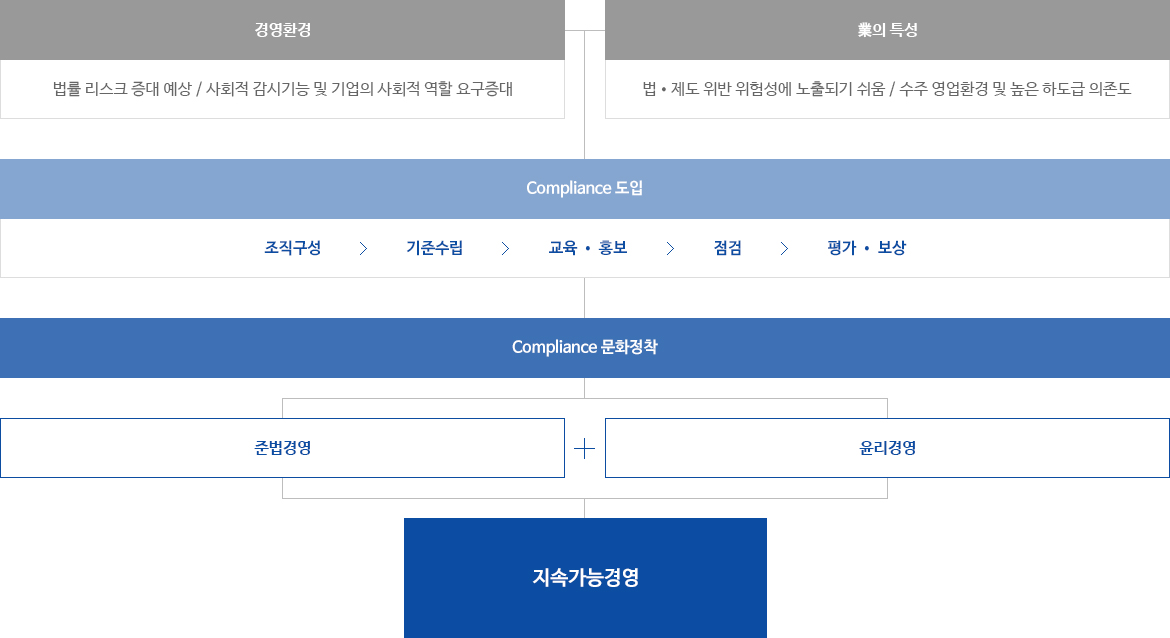 경영환경
業의 특성
법률 리스크 증대 예상 / 사회적 감시기능 및 기업의 사회적 역할 요구증대
법•제도 위반 위험성에 노출되기 쉬움 / 수주 영업환경 및 높은 하도급 의존도
Compliance 도입
조직구성 > 기준수립 > 교육 • 홍보 > 점검 > 평가 • 보상
Compliance 문화정착
준법경영 + 윤리경영
지속가능경영